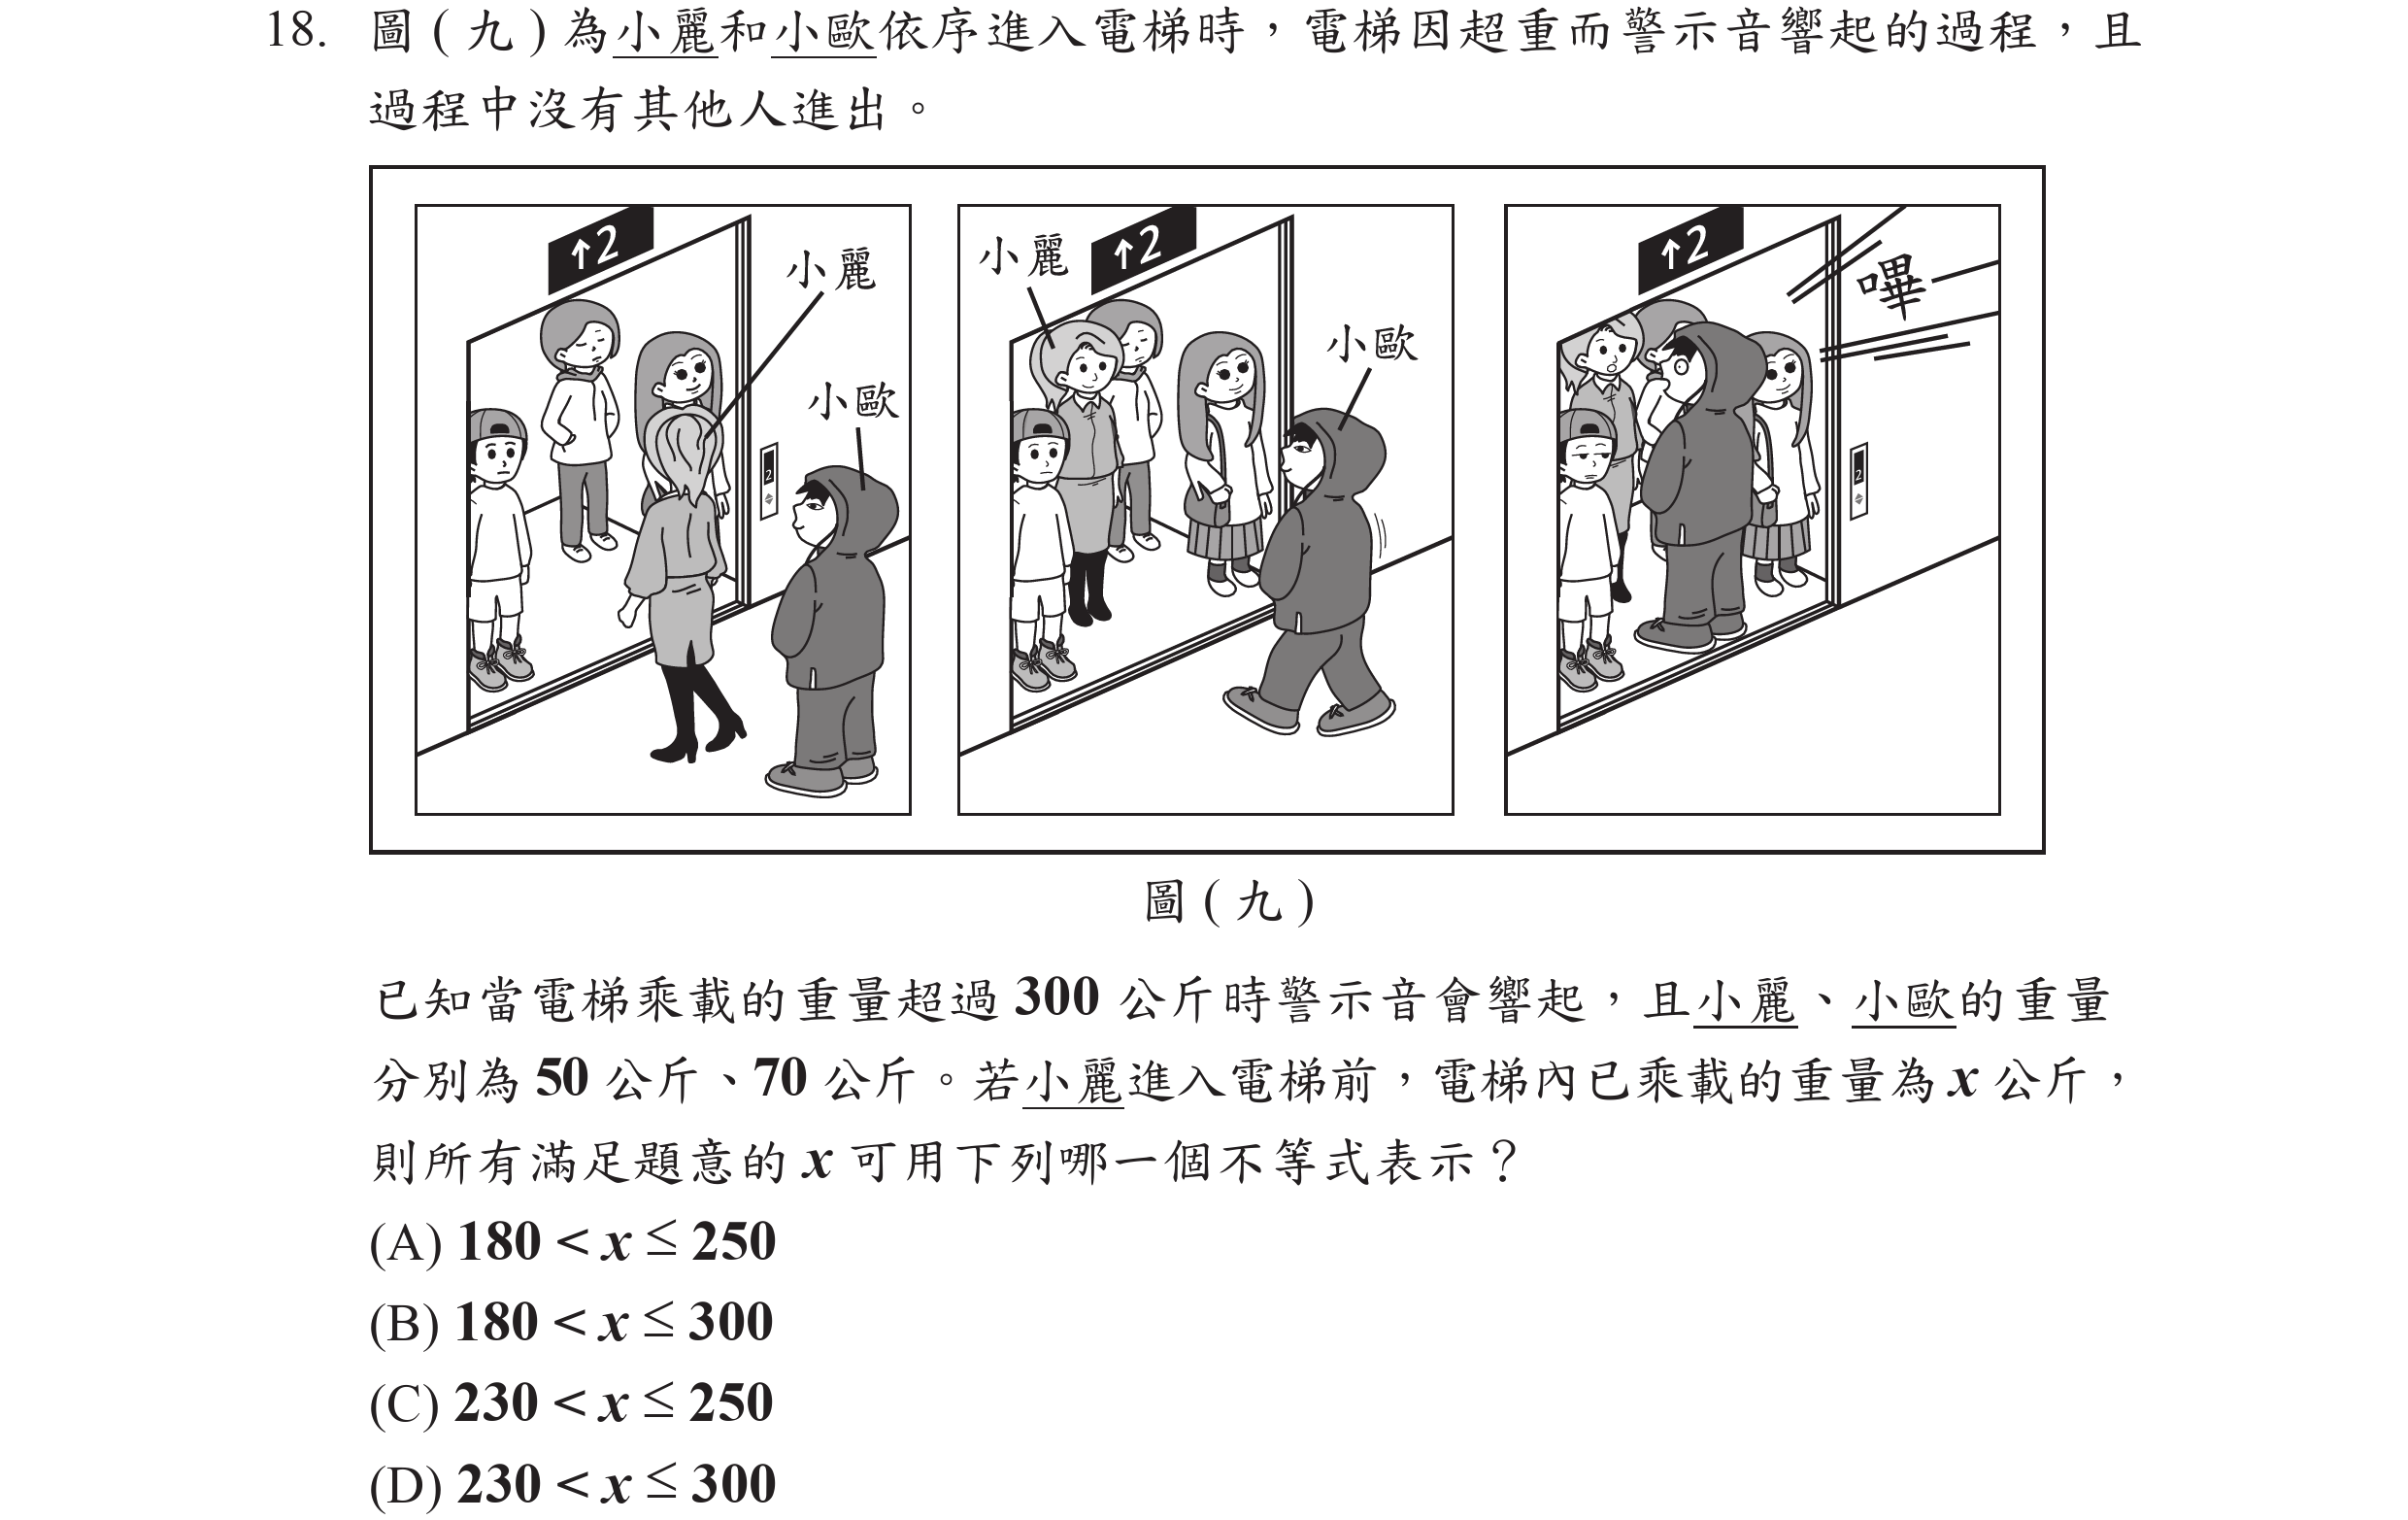 18. 圖(九)為小麗和小歐依序進入電梯時，電梯因超重而警示音響起的過程，且
過程中沒有其他人進出。
↑2
小麗
小歐
2
小麗
↑2
小歐
↑2
嗶
2
圖(九)
已知當電梯乘載的重量超過 300 公斤時警示音會響起，且小麗、小歐的重量
分別為 50 公斤、70 公斤。若小麗進入電梯前，電梯內已乘載的重量為 x 公斤，
則所有滿足題意的 x 可用下列哪一個不等式表示？
(A) 180 < x ≤ 250
(B) 180 < x ≤ 300
(C) 230 < x ≤ 250
(D) 230 < x ≤ 300